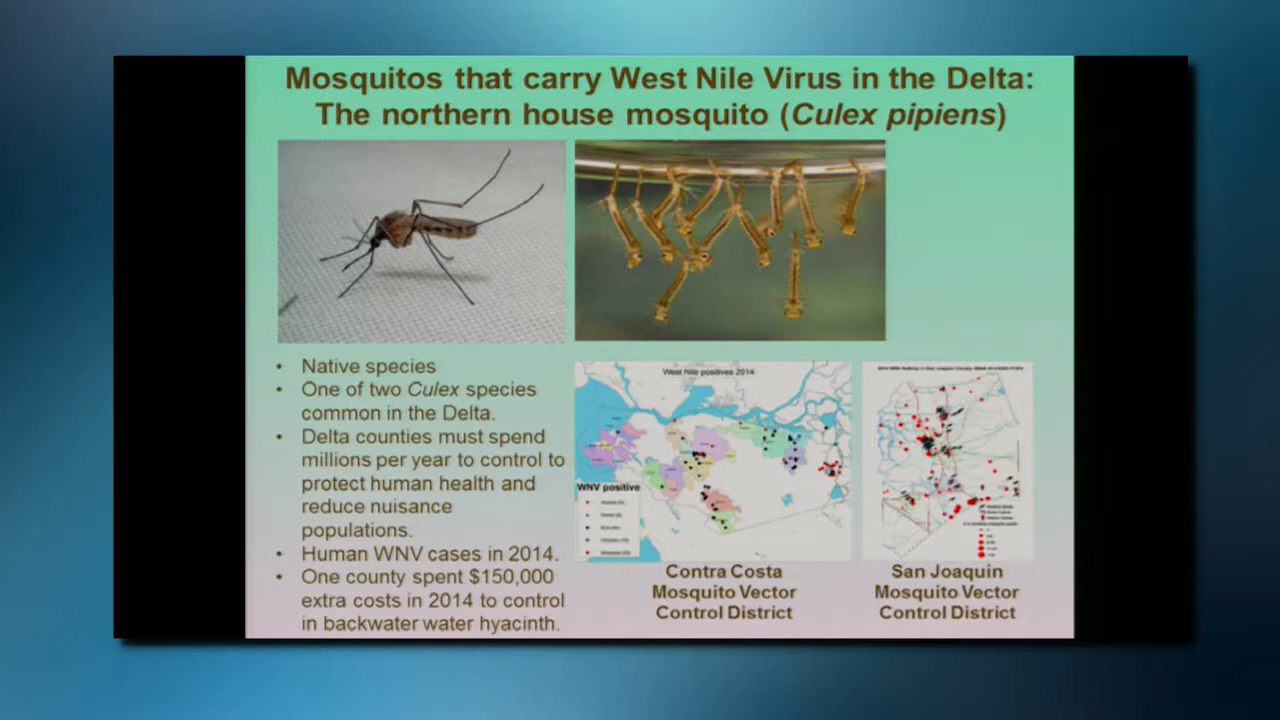 Mosquitos that carry West Nile Virus in the Delta:
The northern house mosquito (Culex pipiens)
• Native species
• One of two Culex species
common in the Delta.
• Delta counties must spend
millions per year to control to
protect human health and
reduce nuisance
populations.
• Human WNV cases in 2014.
• One county spent $150,000
extra costs in 2014 to control
in backwater water hyacinth.
West Nile positives 2014
WNV positive
Contra Costa
Mosquito Vector
Control District
San Joaquin
Mosquito Vector
Control District